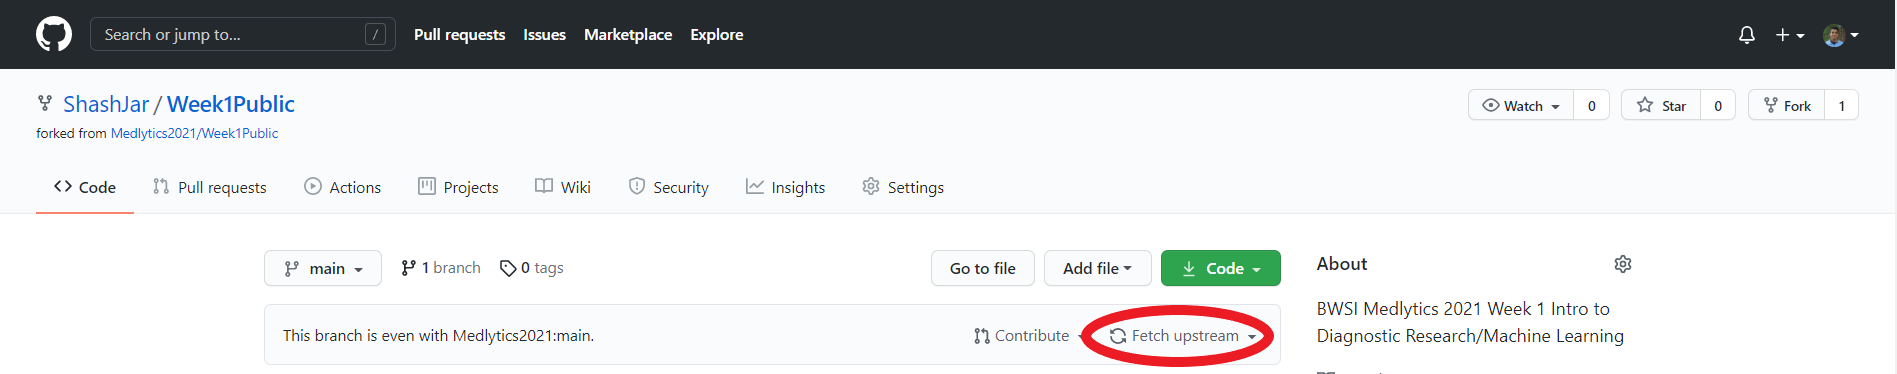 Search or jump to... / Pull requests Issues Marketplace Explore
ShashJar / Week1Public Watch 0 Star 0 Fork 1
forked from Medlytics2021/Week1Public
Code Pull requests Actions Projects Wiki Security Insights Settings
main 1 branch 0 tags Go to file Add file Code About
BWSI Medlytics 2021 Week 1 Intro to
Diagnostic Research/Machine Learning
This branch is even with Medlytics2021:main. Contribute Fetch upstream